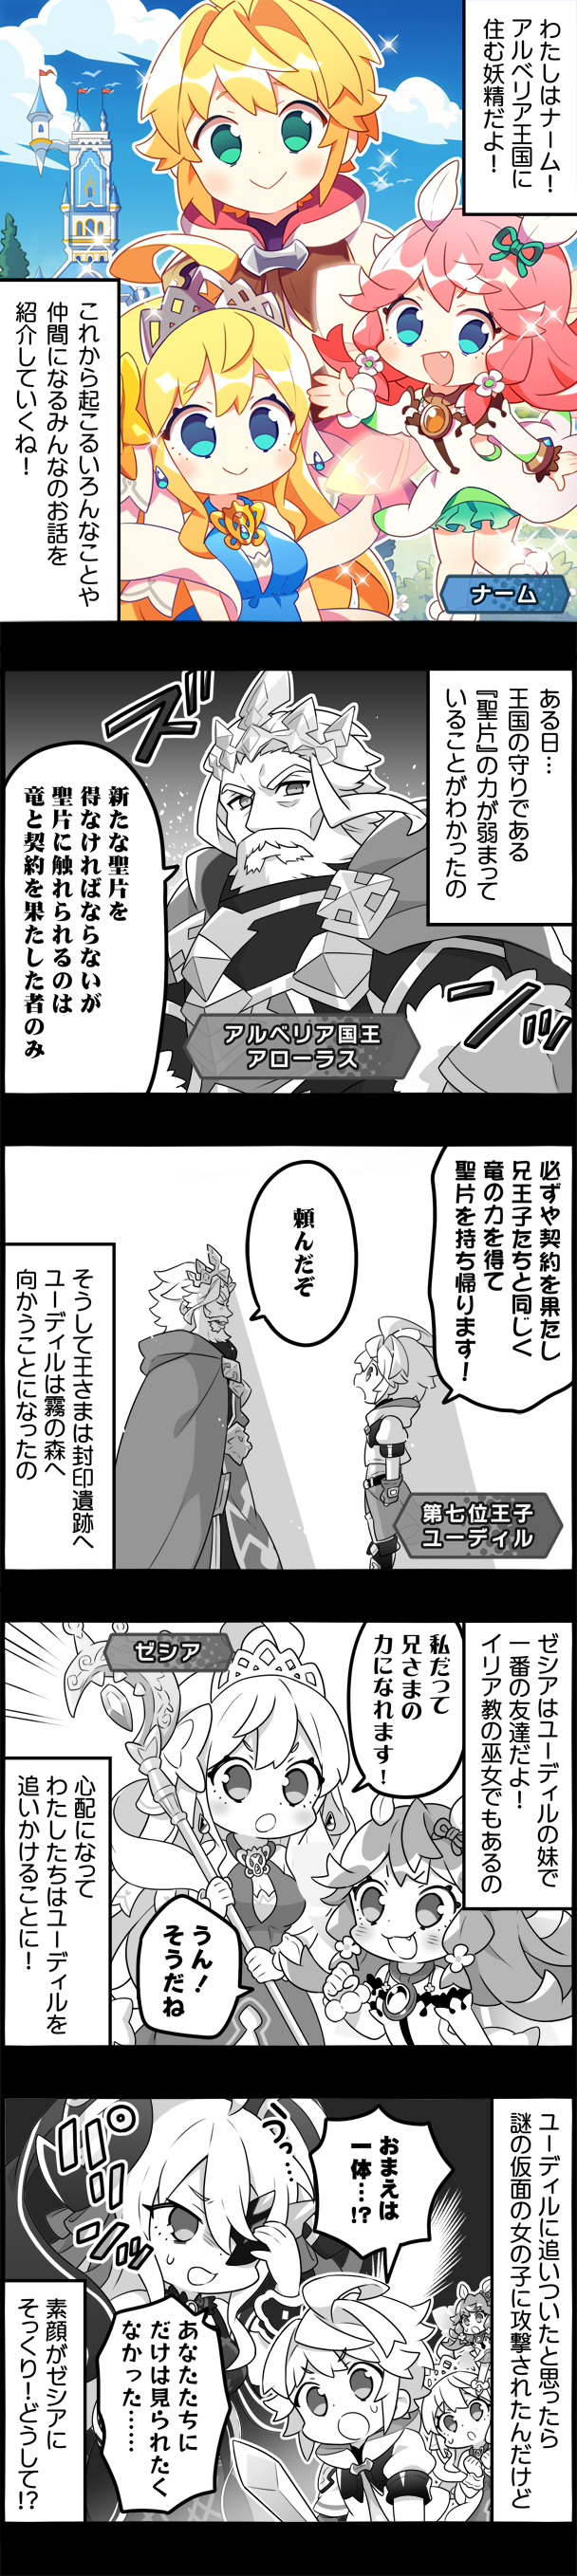 わたしはナーム！
アルベリア王国に
住む妖精だよ！
これから起こるいろんなことや
仲間になるみんなのお話を
紹介していくね！
ナーム
ある日…
王国の守りである
『聖片』の力が弱まって
いることがわかったの
ズ
新たな聖片を
得なければならないが
聖片に触れられるのは
竜と契約を果たした者のみ
ンッ
アルベリア国王
アローラス
必ずや契約を果たし
兄王子たちと同じく
竜の力を得て
聖片を持ち帰ります！
頼んだぞ
そうして王さまは封印遺跡へ
ユーディルは霧の森へ
向かうことになったの
第七位王子
ユーディル
ゼシアはユーディルの妹で
一番の友達だよ！
イリア教の巫女でもあるの
私だって
兄さまの
力になれます！
ゼシア
うん！
そうだね
心配になって
わたしたちはユーディルを
追いかけることに！
ユーディルに追いついたと思ったら
謎の仮面の女の子に攻撃されたんだけど
おまえは
一体…!?
うっ…
パリンッ
あなたたちに
だけは見られたく
なかった……
素顔がゼシアに
そっくり！どうして!?